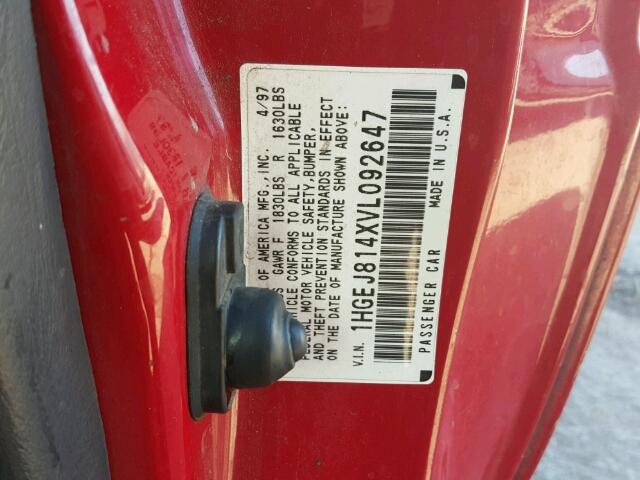 OF AMERICA MFG., INC. 4/97
GAWR F 1830LBS R 1630LBS
VEHICLE CONFORMS TO ALL APPLICABLE
FEDERAL MOTOR VEHICLE SAFETY, BUMPER,
AND THEFT PREVENTION STANDARDS IN EFFECT
ON THE DATE OF MANUFACTURE SHOWN ABOVE:
V.I.N. 1HGEJ814XVL092647
PASSENGER CAR MADE IN U.S.A.